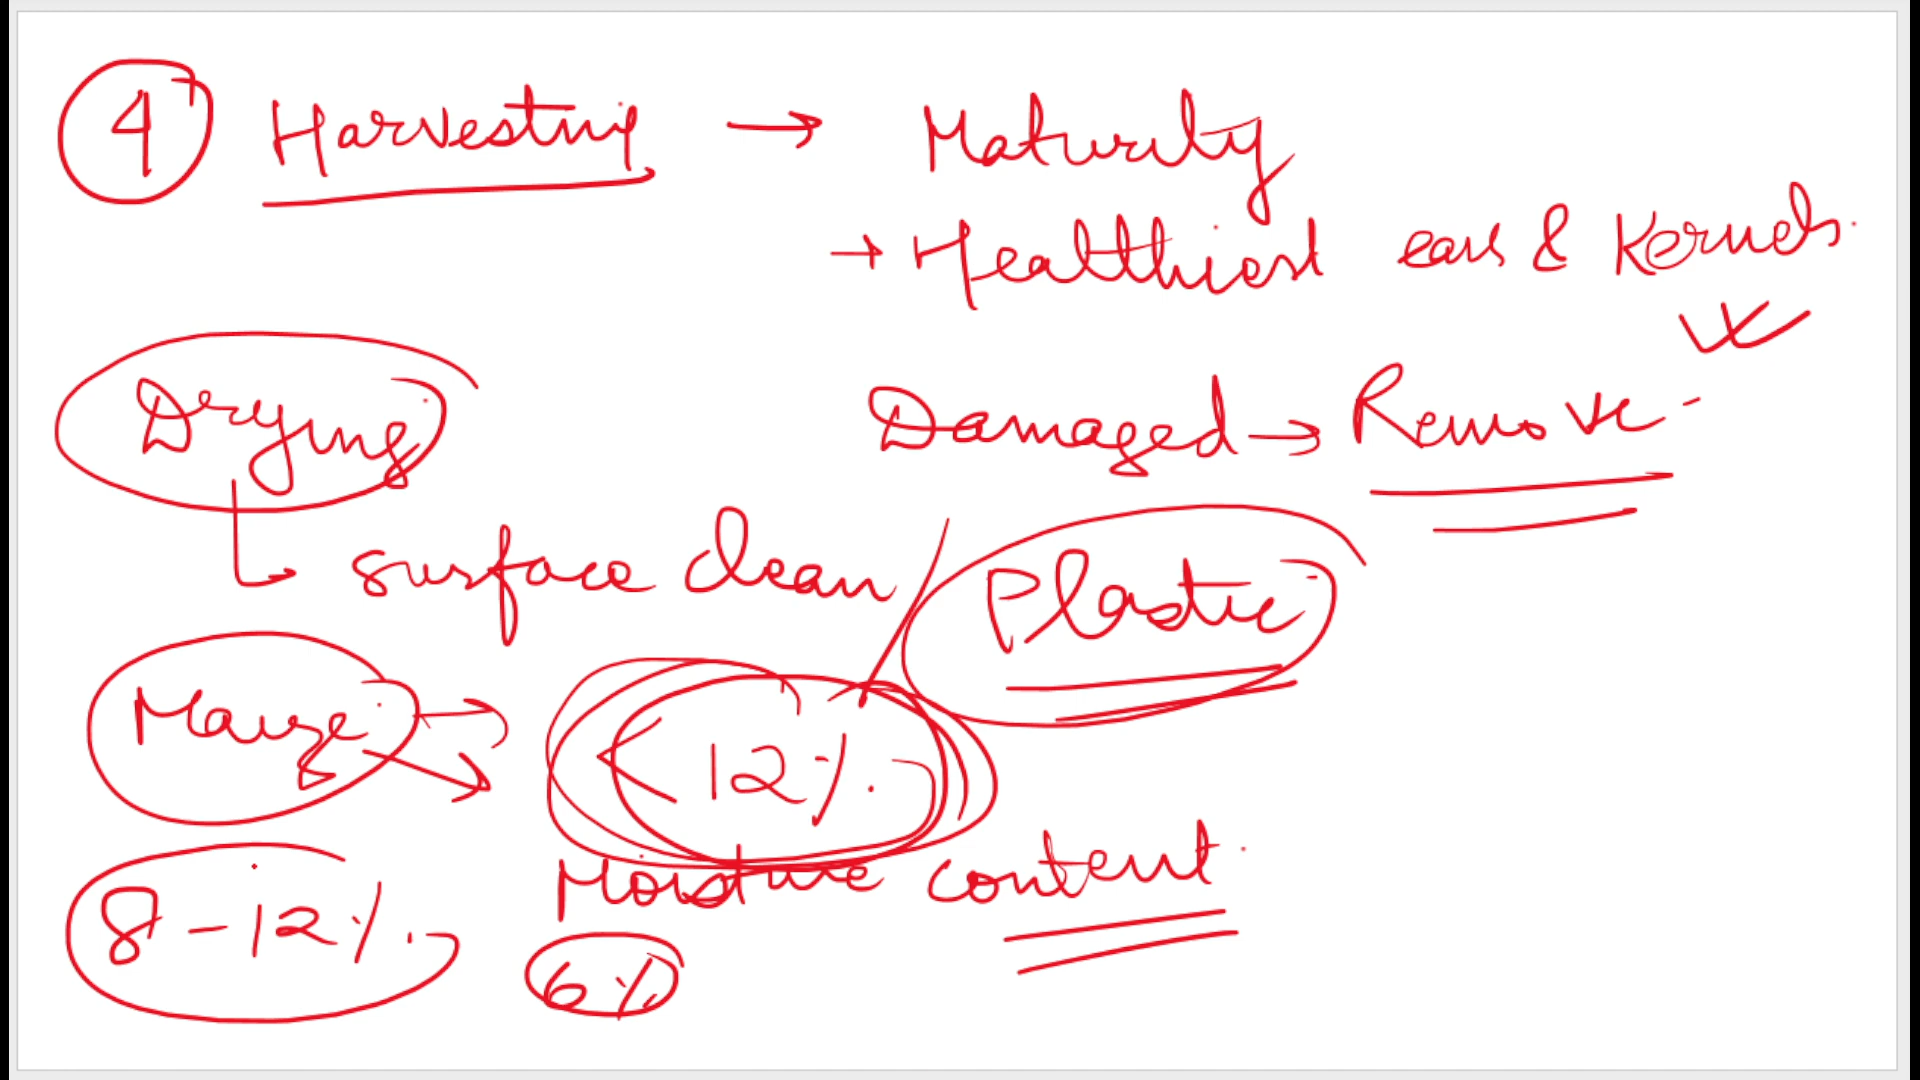 4 Harvesting → Maturity
→ Healthiest ears & Kernels.
Drying
Damaged → Remove -
surface clean
Plastic
Maize → < 12%.
Moisture content.
8 - 12%.
6%